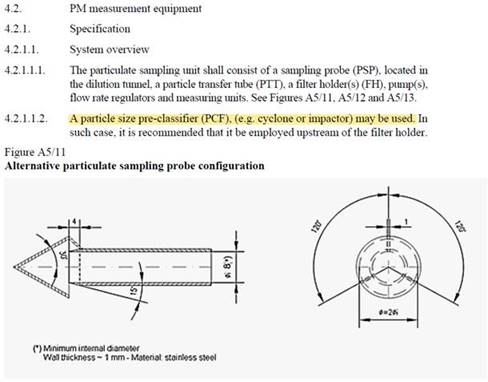 4.2. PM measurement equipment
4.2.1. Specification
4.2.1.1. System overview
4.2.1.1.1. The particulate sampling unit shall consist of a sampling probe (PSP), located in
the dilution tunnel, a particle transfer tube (PTT), a filter holder(s) (FH), pump(s),
flow rate regulators and measuring units. See Figures A5/11, A5/12 and A5/13.
4.2.1.1.2. A particle size pre-classifier (PCF), (e.g. cyclone or impactor) may be used. In
such case, it is recommended that it be employed upstream of the filter holder.
Figure A5/11
Alternative particulate sampling probe configuration
4
1
120°
120°
15°
ø 8(*)
(*) Minimum internal diameter
Wall thickness ~ 1 mm - Material: stainless steel